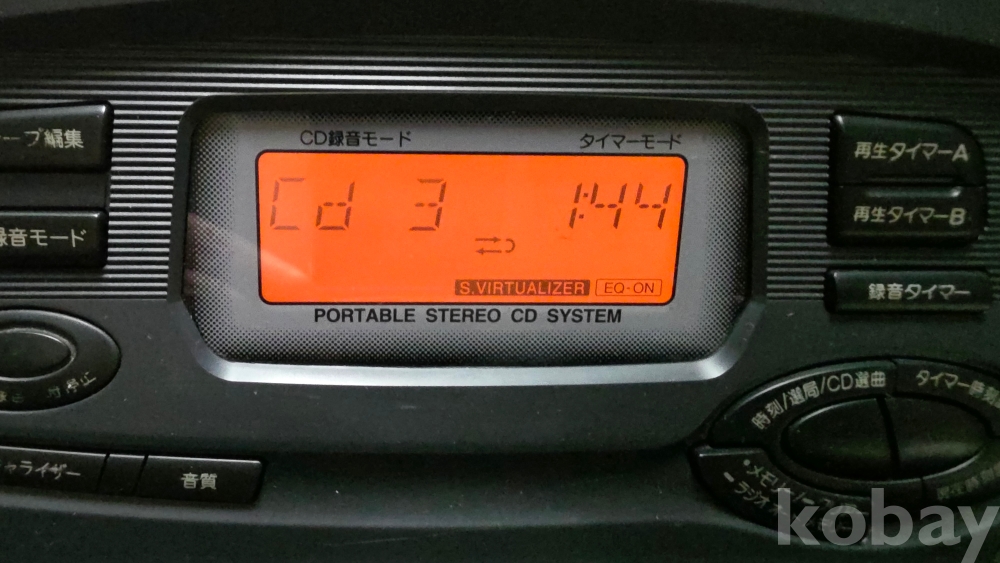 CD録音モード
タイマーモード
Cd 3 1:44
S.VIRTUALIZER EQ-ON
PORTABLE STEREO CD SYSTEM
編集
録音モード
再生タイマーA
再生タイマーB
録音タイマー
時刻/選局/CD選曲
タイマー
停止
ャライザー
音質
kobay